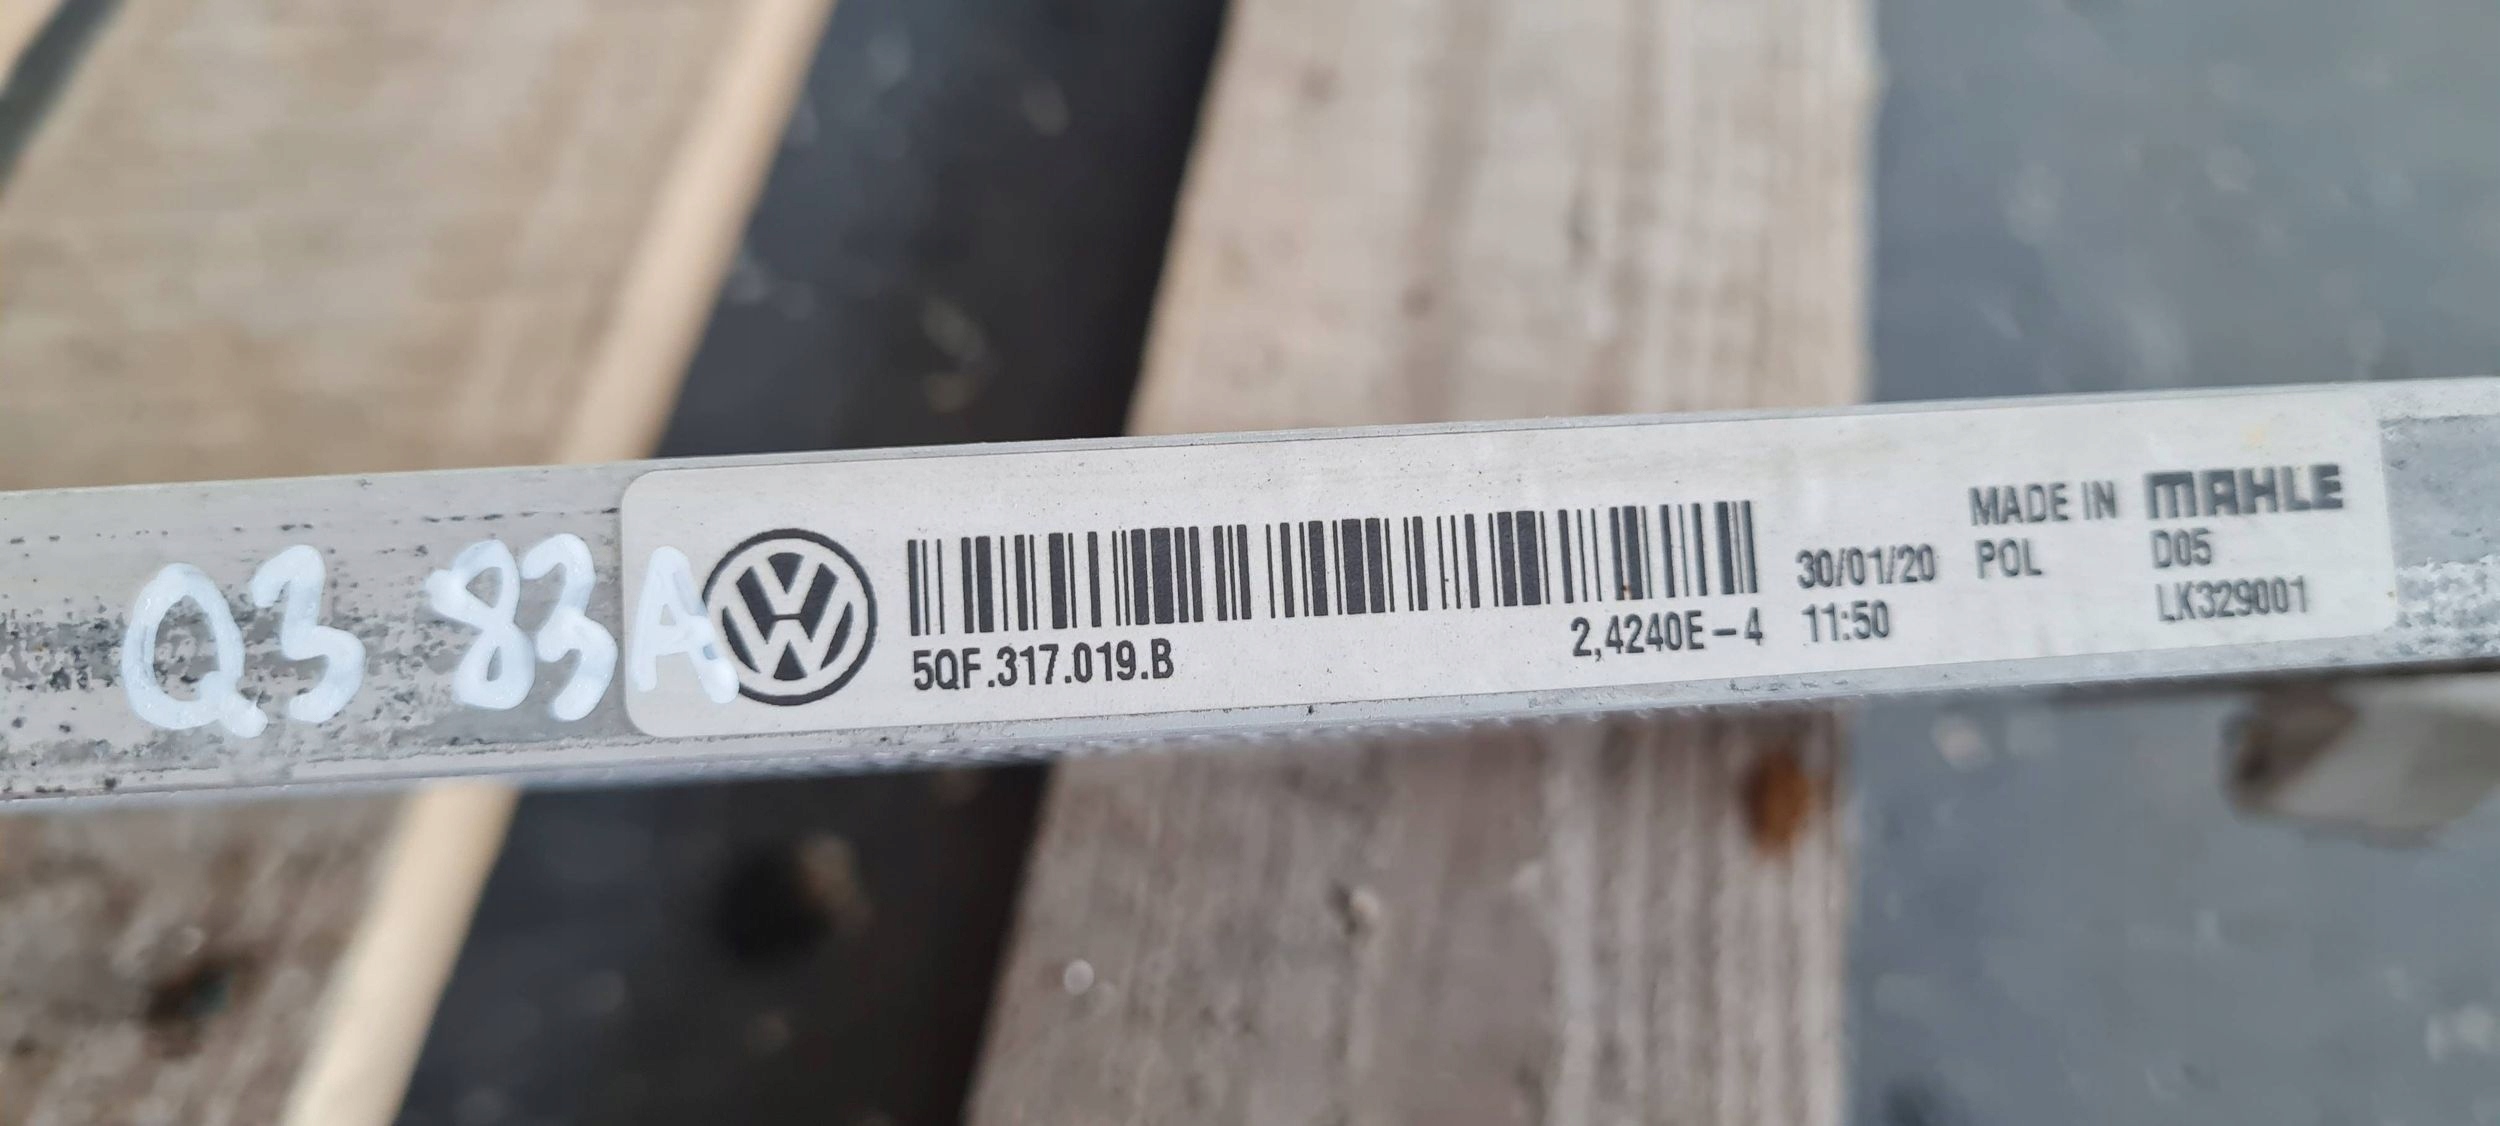 Q3 83A
5QF.317.019.B
2,4240E-4
30/01/20
11:50
MADE IN
POL
MAHLE
D05
LK329001